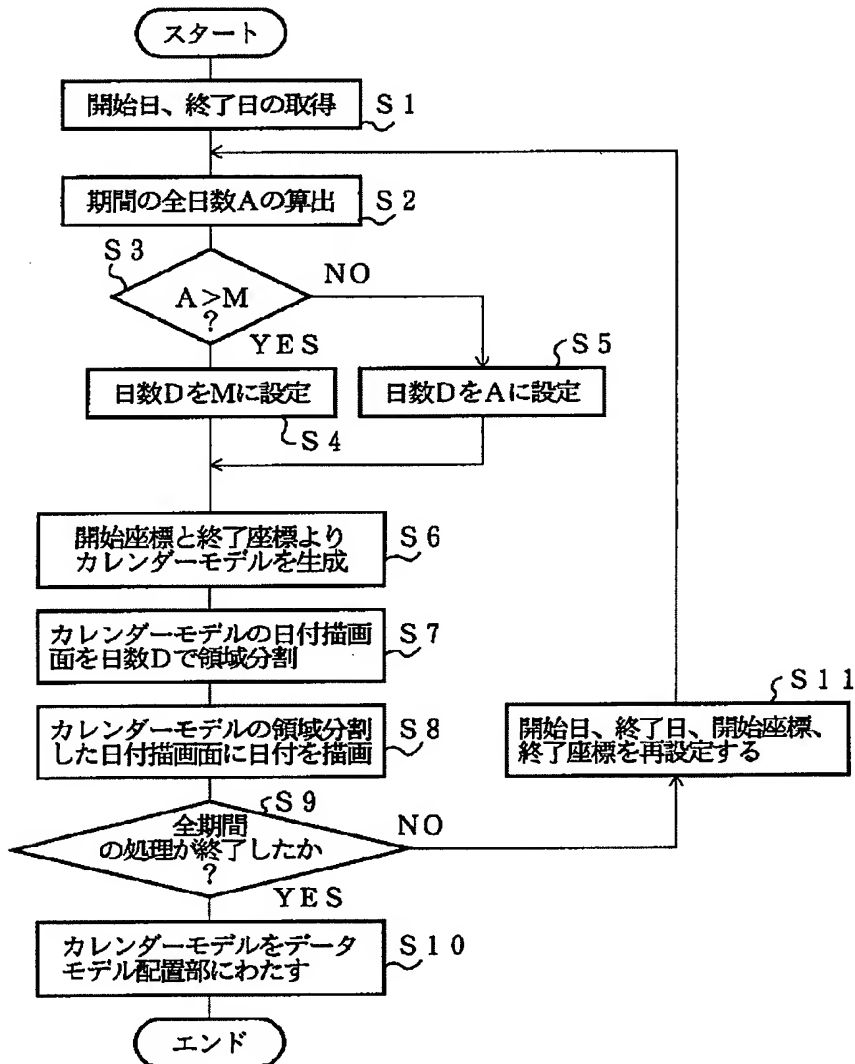 スタート
開始日、終了日の取得
S1
期間の全日数Aの算出
S2
S3
A>M
?
NO
YES
日数DをMに設定
S4
S5
日数DをAに設定
開始座標と終了座標より
カレンダーモデルを生成
S6
カレンダーモデルの日付描画
面を日数Dで領域分割
S7
カレンダーモデルの領域分割
した日付描画面に日付を描画
S8
S9
全期間
の処理が終了したか
?
NO
YES
S11
開始日、終了日、開始座標、
終了座標を再設定する
カレンダーモデルをデータ
モデル配置部にわたす
S10
エンド